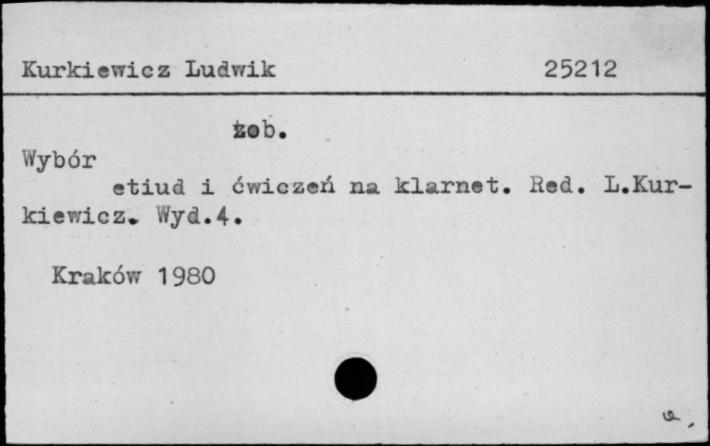 Kurkiewicz Ludwik 25212
zob.
Wybór
etiud i ćwiczeń na klarnet. Red. L.Kur-
kiewicz. Wyd.4.
Kraków 1980